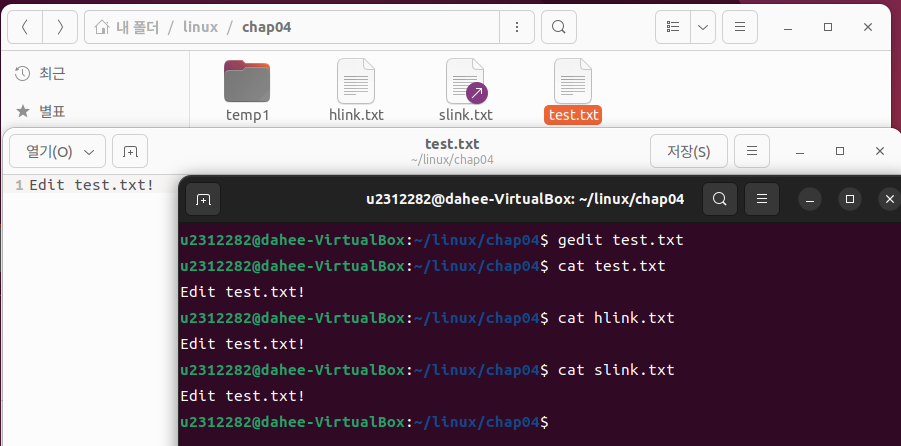 내 폴더 / linux / chap04
최근
별표
temp1 hlink.txt slink.txt test.txt
열기(O) test.txt 저장(S)
~/linux/chap04
1 Edit test.txt!
u2312282@dahee-VirtualBox: ~/linux/chap04
u2312282@dahee-VirtualBox:~/linux/chap04$ gedit test.txt
u2312282@dahee-VirtualBox:~/linux/chap04$ cat test.txt
Edit test.txt!
u2312282@dahee-VirtualBox:~/linux/chap04$ cat hlink.txt
Edit test.txt!
u2312282@dahee-VirtualBox:~/linux/chap04$ cat slink.txt
Edit test.txt!
u2312282@dahee-VirtualBox:~/linux/chap04$